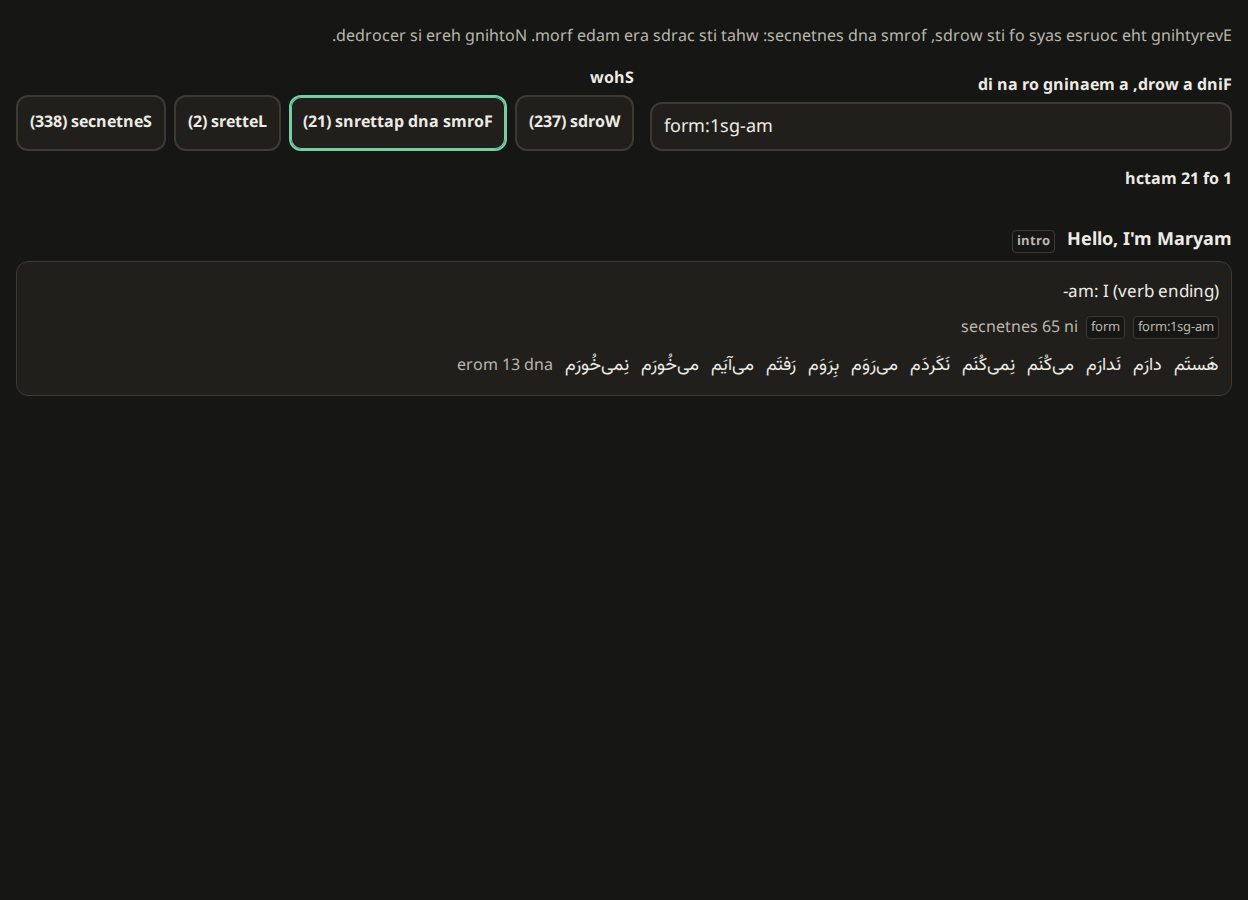 .dedrocer si ereh gnihtoN .morf edam era sdrac sti tahw :secnetnes dna smrof ,sdrow sti fo syas esruoc eht gnihtyrevE
di na ro gninaem a ,drow a dniF
form:1sg-am
wohS
(237) sdroW
(21) snrettap dna smroF
(2) sretteL
(338) secnetneS
hctam 21 fo 1
Hello, I'm Maryam intro
-am: I (verb ending)
form:1sg-am form secnetnes 65 ni
هَستَم دارَم نَدارَم می‌کُنَم نِمی‌کُنَم نَکَردَم می‌رَوَم بِرَوَم رَفتَم می‌آیَم می‌خُورَم نِمی‌خُورَم erom 13 dna